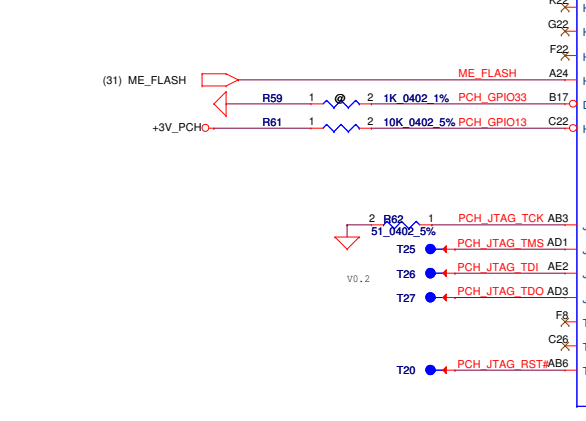 K22
G22
F22
(31) ME_FLASH ME_FLASH A24
R59 1 @ 2 1K_0402_1% PCH_GPIO33 B17
+3V_PCH R61 1 2 10K_0402_5% PCH_GPIO13 C22
2 R62 1 PCH_JTAG_TCK AB3
51_0402_5%
T25 PCH_JTAG_TMS AD1
T26 PCH_JTAG_TDI AE2
V0.2
T27 PCH_JTAG_TDO AD3
F8
C26
T20 PCH_JTAG_RST# AB6